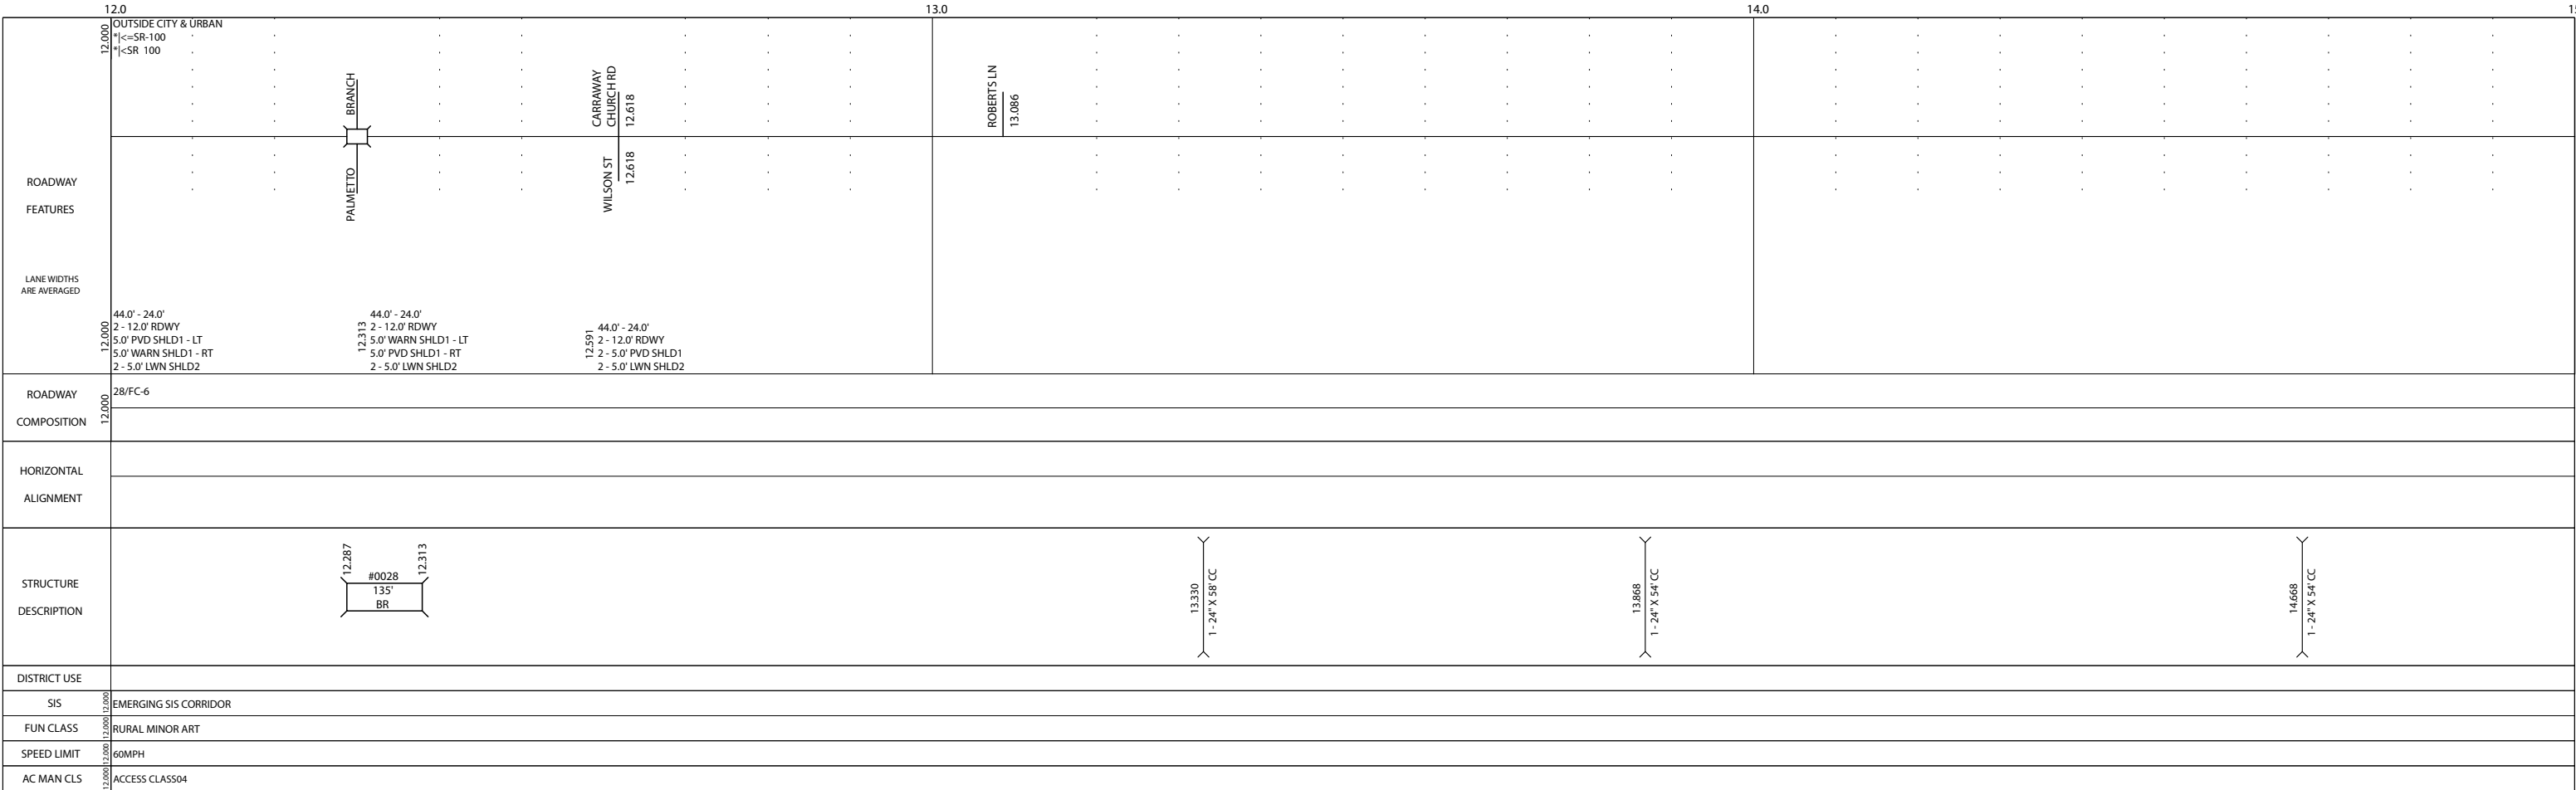 12.0
13.0
14.0
12.000
OUTSIDE CITY & URBAN
*|<=SR-100
*|<SR 100
BRANCH
PALMETTO
CARRAWAY
CHURCH RD
12.618
WILSON ST
12.618
ROBERTS LN
13.086
ROADWAY
FEATURES
LANE WIDTHS
ARE AVERAGED
12.000
44.0' - 24.0'
2 - 12.0' RDWY
5.0' PVD SHLD1 - LT
5.0' WARN SHLD1 - RT
2 - 5.0' LWN SHLD2
12.313
44.0' - 24.0'
2 - 12.0' RDWY
5.0' WARN SHLD1 - LT
5.0' PVD SHLD1 - RT
2 - 5.0' LWN SHLD2
12.591
44.0' - 24.0'
2 - 12.0' RDWY
2 - 5.0' PVD SHLD1
2 - 5.0' LWN SHLD2
ROADWAY
COMPOSITION
12.000
28/FC-6
HORIZONTAL
ALIGNMENT
STRUCTURE
DESCRIPTION
12.287
12.313
#0028
135'
BR
13.330
1 - 24" X 58' CC
13.868
1 - 24" X 54' CC
14.668
1 - 24" X 54' CC
DISTRICT USE
SIS
12.000
EMERGING SIS CORRIDOR
FUN CLASS
12.000
RURAL MINOR ART
SPEED LIMIT
12.000
60MPH
AC MAN CLS
12.000
ACCESS CLASS04